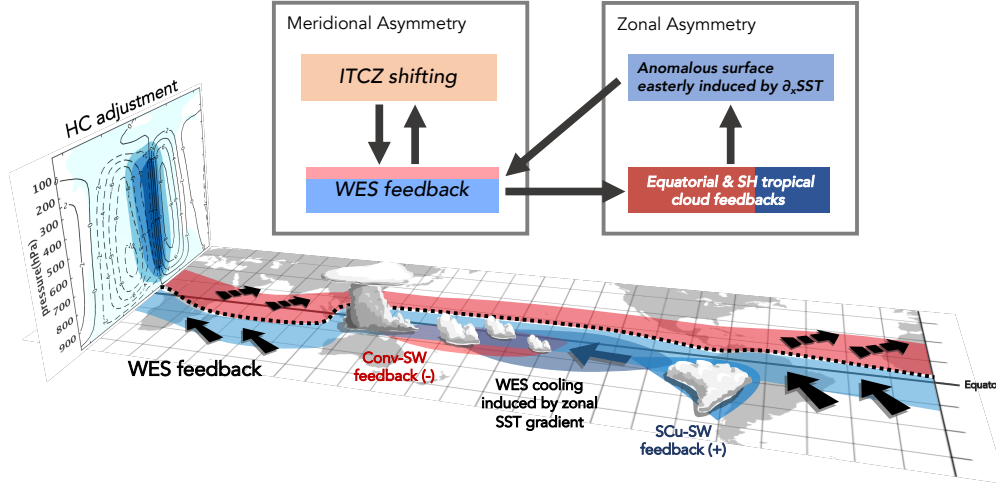 Meridional Asymmetry
Zonal Asymmetry
ITCZ shifting
Anomalous surface
easterly induced by ∂ₓSST
WES feedback
Equatorial & SH tropical
cloud feedbacks
HC adjustment
pressure(hPa)
100
200
300
400
500
600
700
800
900
WES feedback
Conv-SW
feedback (-)
WES cooling
induced by zonal
SST gradient
SCu-SW
feedback (+)
Equato